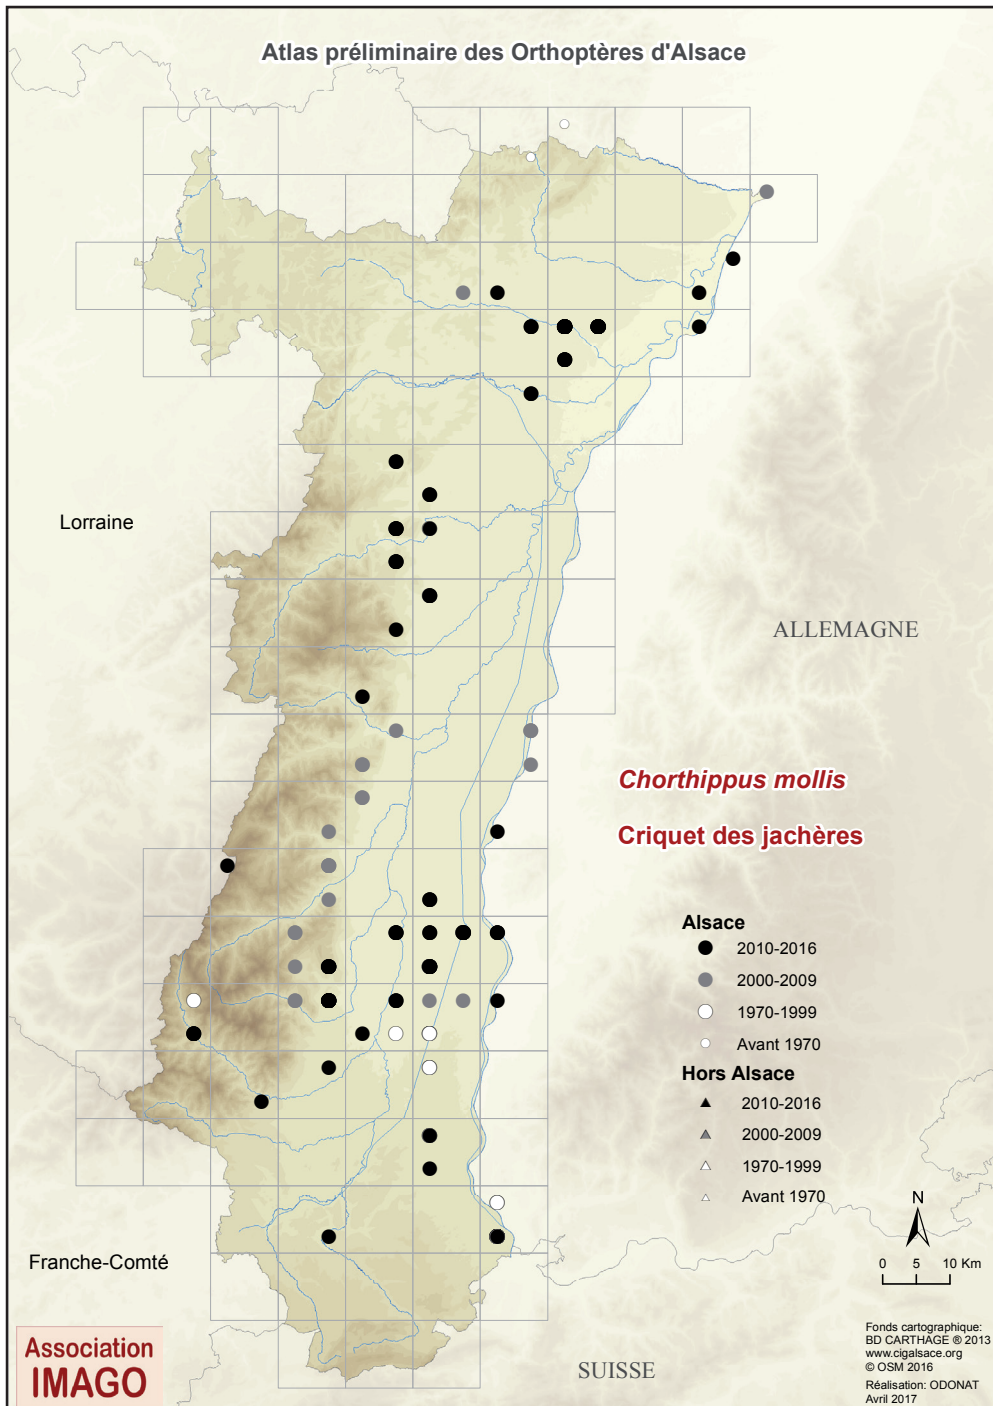 Atlas préliminaire des Orthoptères d'Alsace
Lorraine
ALLEMAGNE
Chorthippus mollis
Criquet des jachères
Alsace
2010-2016
2000-2009
1970-1999
Avant 1970
Hors Alsace
2010-2016
2000-2009
1970-1999
Avant 1970
N
0 5 10 Km
Franche-Comté
SUISSE
Association
IMAGO
Fonds cartographique:
BD CARTHAGE ® 2013
www.cigalsace.org
© OSM 2016
Réalisation: ODONAT
Avril 2017